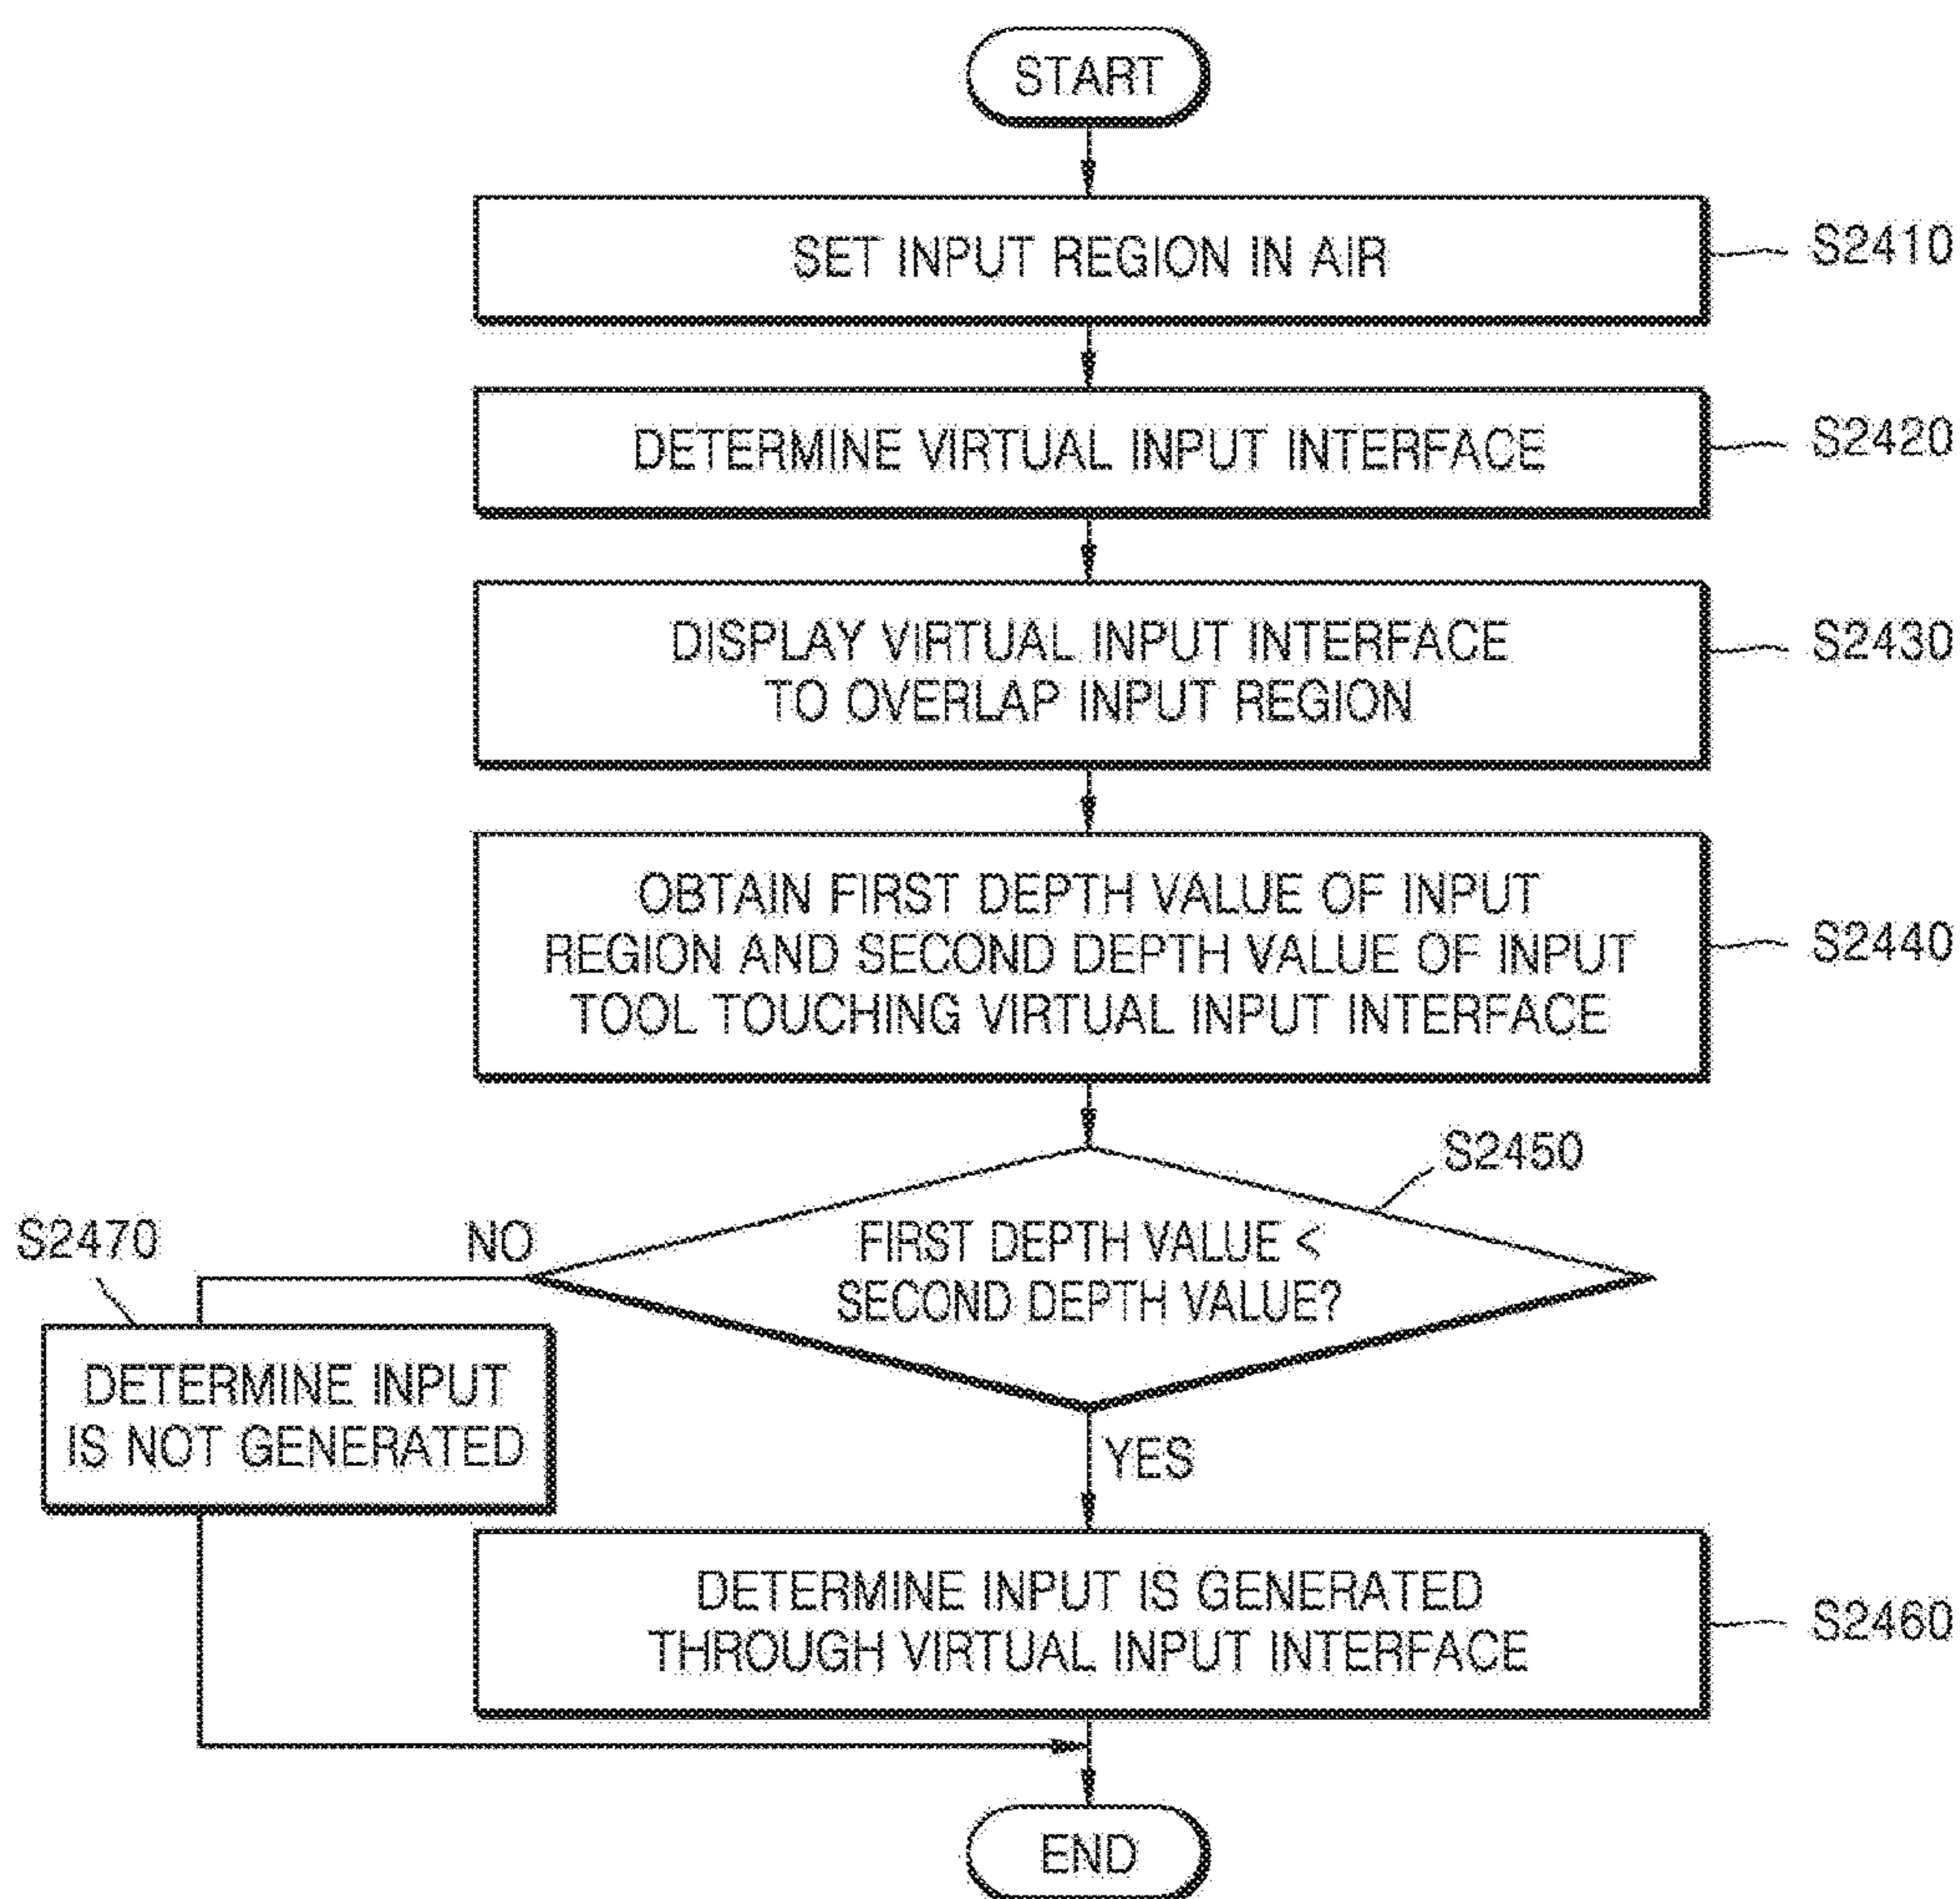 START
SET INPUT REGION IN AIR
S2410
DETERMINE VIRTUAL INPUT INTERFACE
S2420
DISPLAY VIRTUAL INPUT INTERFACE
TO OVERLAP INPUT REGION
S2430
OBTAIN FIRST DEPTH VALUE OF INPUT
REGION AND SECOND DEPTH VALUE OF INPUT
TOOL TOUCHING VIRTUAL INPUT INTERFACE
S2440
S2450
FIRST DEPTH VALUE <
SECOND DEPTH VALUE?
NO
S2470
DETERMINE INPUT
IS NOT GENERATED
YES
DETERMINE INPUT IS GENERATED
THROUGH VIRTUAL INPUT INTERFACE
S2460
END